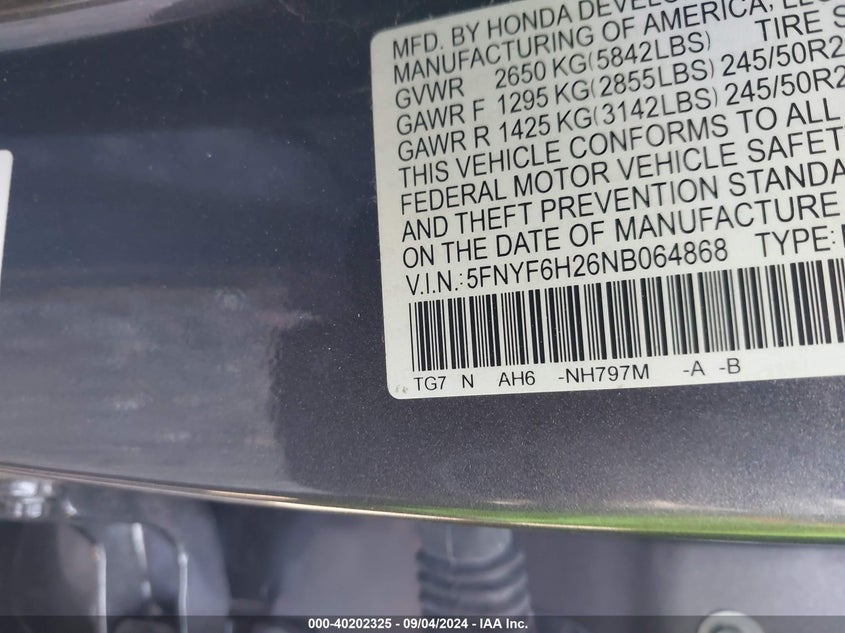 MFD. BY HONDA DEVELO
MANUFACTURING OF AMERICA, LLC
GVWR 2650 KG(5842LBS) TIRE S
GAWR F 1295 KG(2855LBS) 245/50R2
GAWR R 1425 KG(3142LBS) 245/50R2
THIS VEHICLE CONFORMS TO ALL
FEDERAL MOTOR VEHICLE SAFET
AND THEFT PREVENTION STANDA
ON THE DATE OF MANUFACTURE
V.I.N.: 5FNYF6H26NB064868 TYPE:
TG7 N AH6 -NH797M -A -B
000-40202325 - 09/04/2024 - IAA Inc.